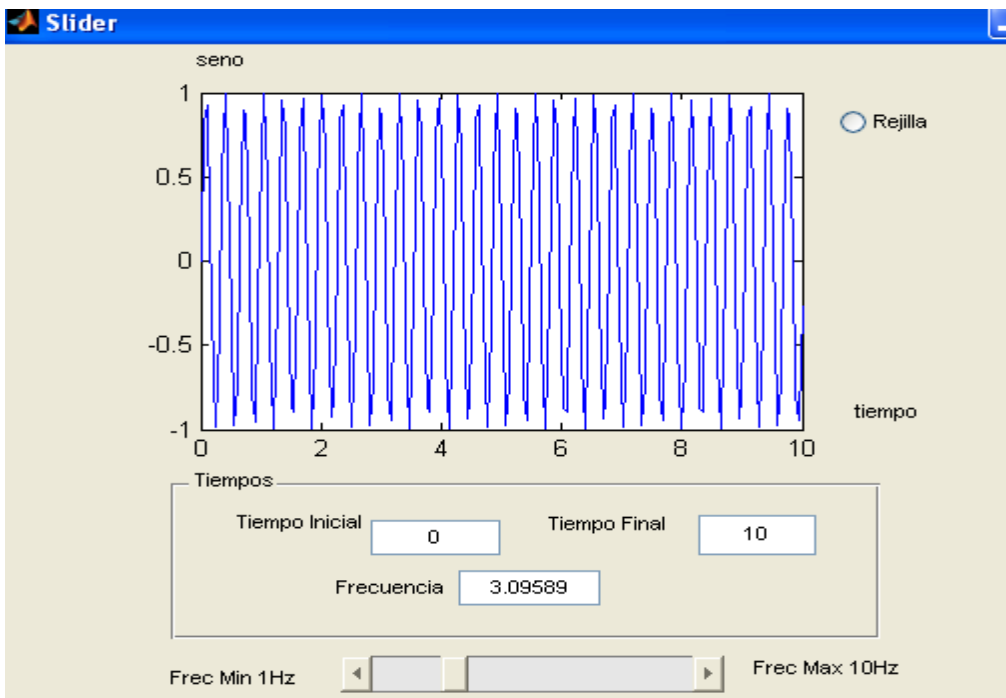 Slider
seno
1
0.5
0
-0.5
-1
0 2 4 6 8 10
Rejilla
tiempo
Tiempos
Tiempo Inicial 0 Tiempo Final 10
Frecuencia 3.09589
Frec Min 1Hz Frec Max 10Hz